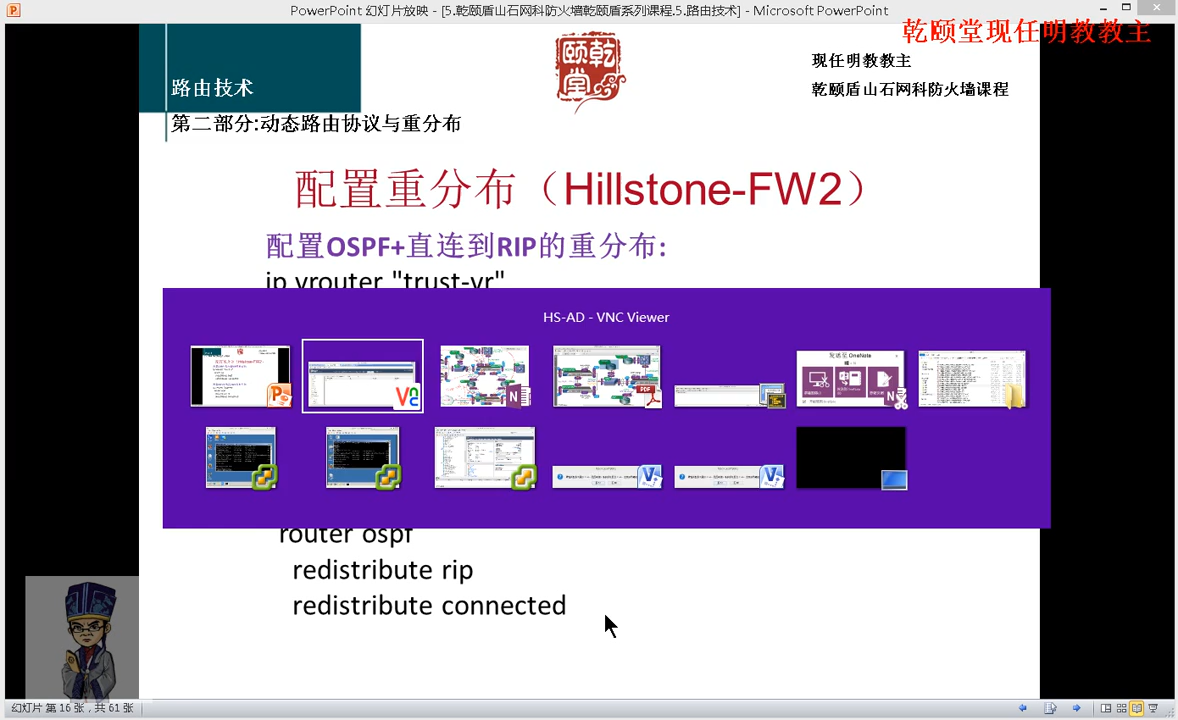 PowerPoint 幻灯片放映 - [5.乾颐盾山石网科防火墙乾颐盾系列课程.5.路由技术] - Microsoft PowerPoint
乾颐堂现任明教教主
路由技术
乾颐堂
现任明教教主
乾颐盾山石网科防火墙课程
第二部分:动态路由协议与重分布
配置重分布（Hillstone-FW2）
配置OSPF+直连到RIP的重分布:
ip vrouter "trust-vr"
HS-AD - VNC Viewer
router ospf
redistribute rip
redistribute connected
幻灯片 第 16 张，共 61 张